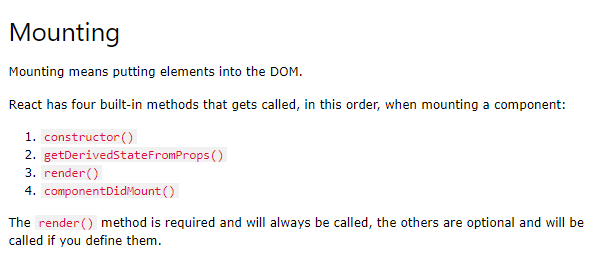 Mounting
Mounting means putting elements into the DOM.
React has four built-in methods that gets called, in this order, when mounting a component:
1. constructor()
2. getDerivedStateFromProps()
3. render()
4. componentDidMount()
The render() method is required and will always be called, the others are optional and will be
called if you define them.